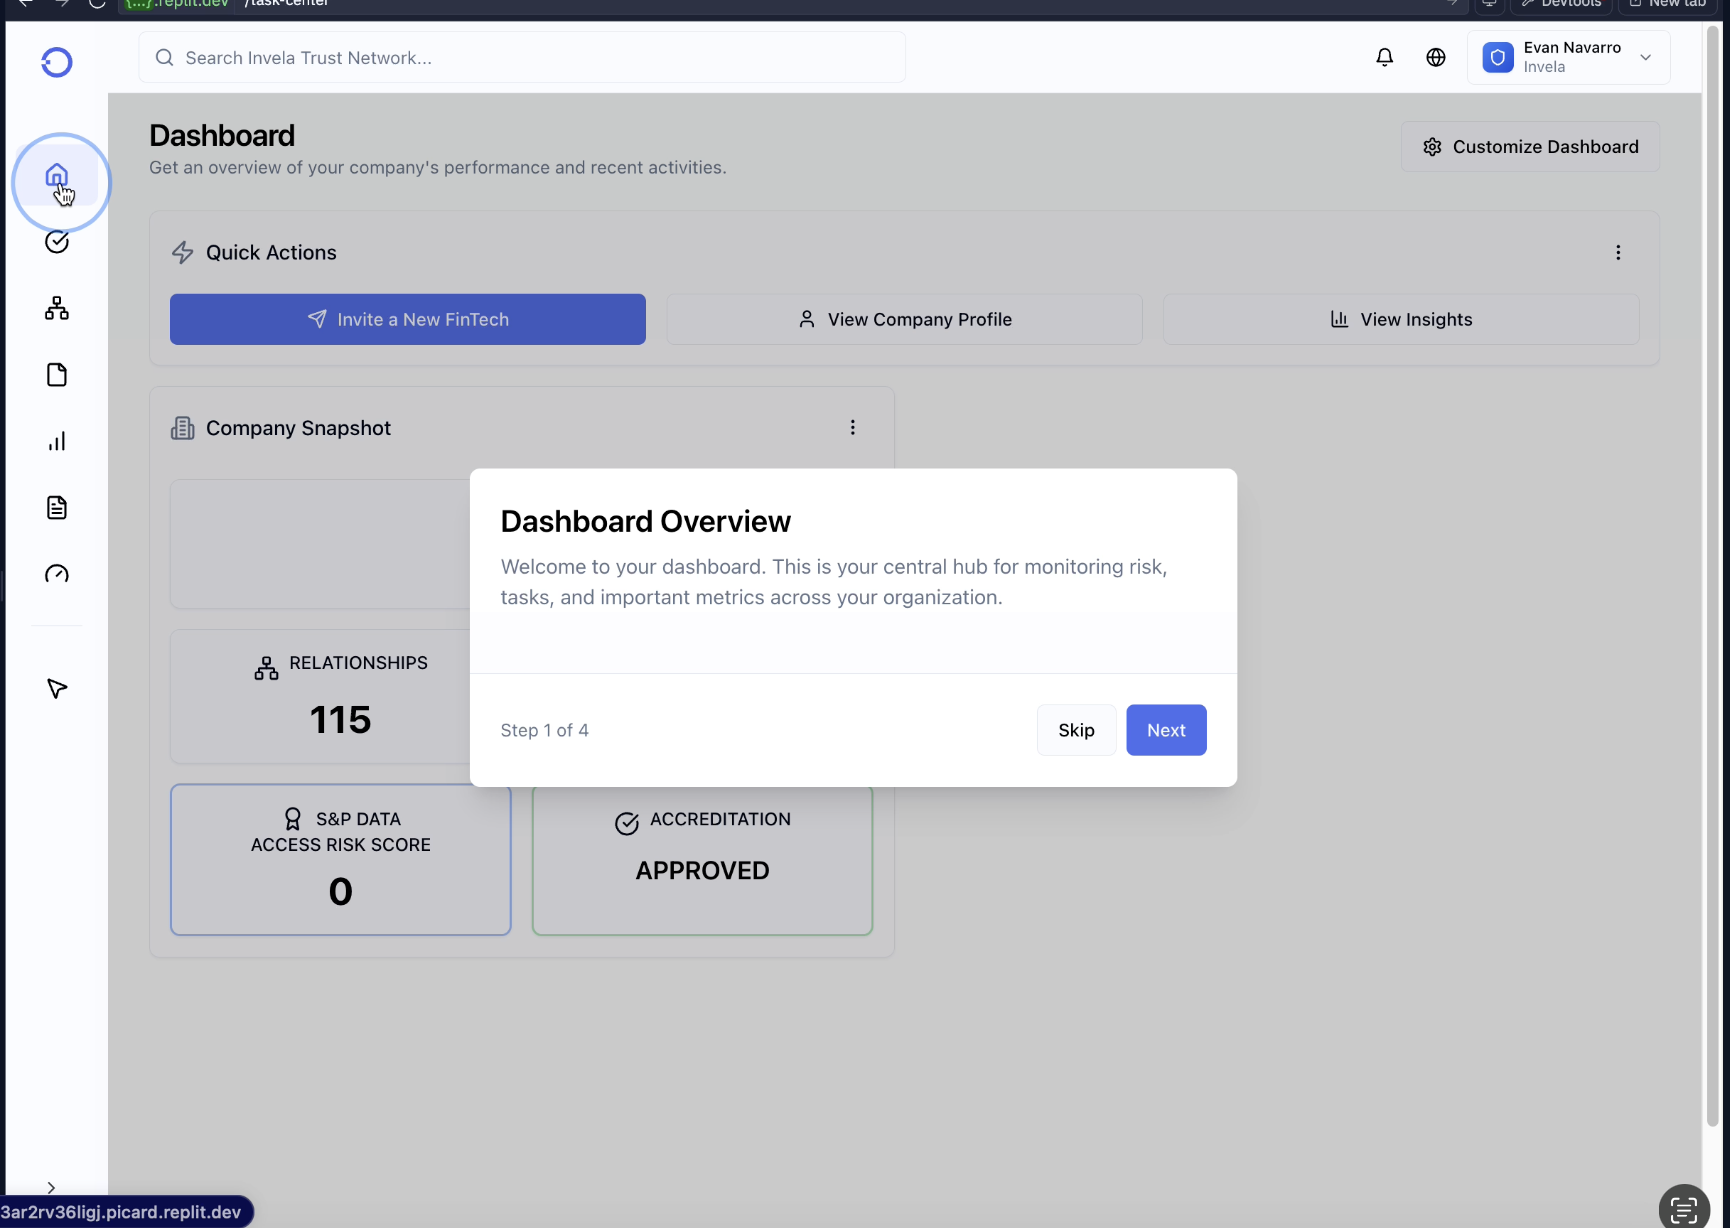 {...}.replit.dev /task-center
Devtools
New tab
Search Invela Trust Network...
Evan Navarro
Invela
Dashboard
Get an overview of your company's performance and recent activities.
Customize Dashboard
Quick Actions
Invite a New FinTech
View Company Profile
View Insights
Company Snapshot
Dashboard Overview
Welcome to your dashboard. This is your central hub for monitoring risk,
tasks, and important metrics across your organization.
RELATIONSHIPS
115
Step 1 of 4
Skip
Next
S&P DATA
ACCESS RISK SCORE
0
ACCREDITATION
APPROVED
3ar2rv36ligj.picard.replit.dev